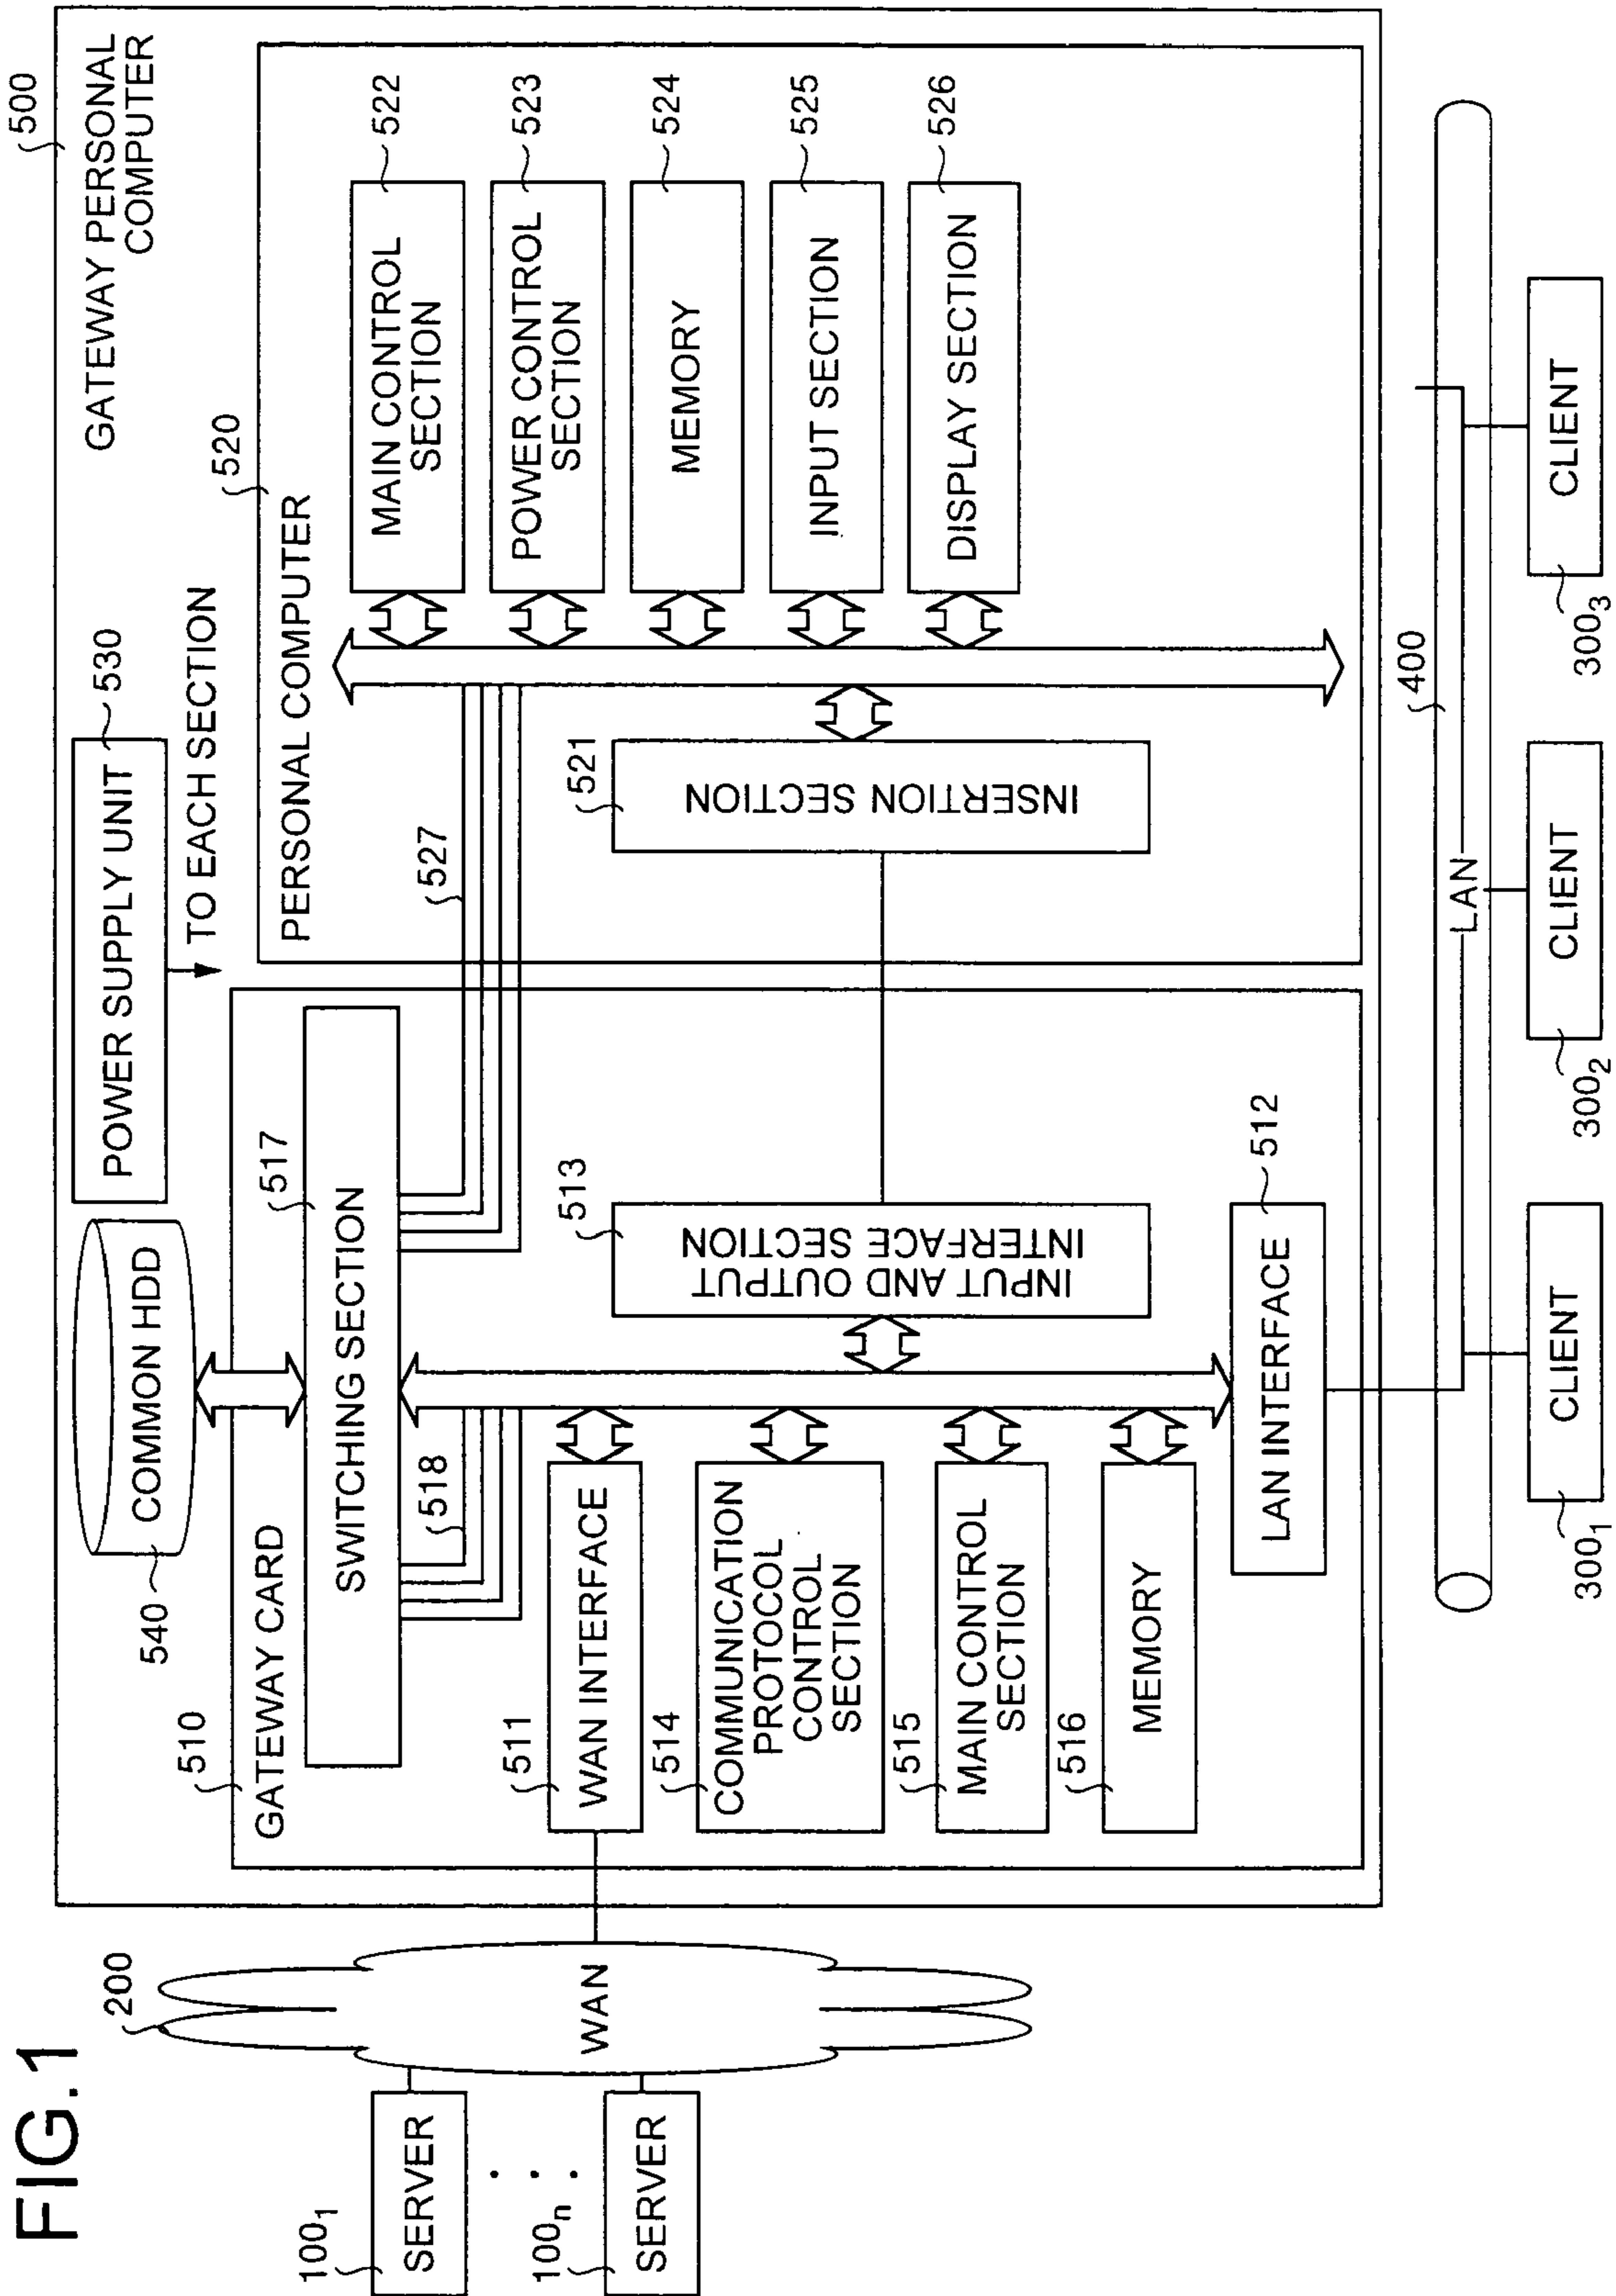 FIG.1
500
GATEWAY PERSONAL
COMPUTER
540
COMMON HDD
POWER SUPPLY UNIT
530
TO EACH SECTION
510
GATEWAY CARD
517
SWITCHING SECTION
518
511
WAN INTERFACE
514
COMMUNICATION
PROTOCOL
CONTROL
SECTION
515
MAIN CONTROL
SECTION
516
MEMORY
513
INPUT AND OUTPUT
INTERFACE SECTION
512
LAN INTERFACE
520
PERSONAL COMPUTER
527
521
INSERTION SECTION
MAIN CONTROL
SECTION
522
POWER CONTROL
SECTION
523
MEMORY
524
INPUT SECTION
525
DISPLAY SECTION
526
200
WAN
100₁
SERVER
100ₙ
SERVER
400
LAN
CLIENT
300₁
CLIENT
300₂
CLIENT
300₃